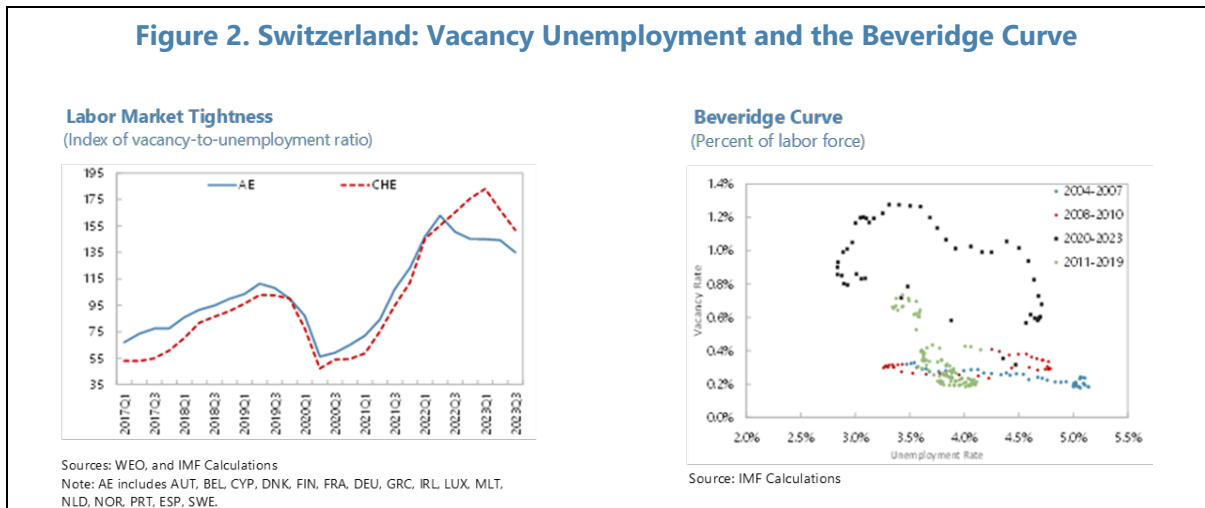 Figure 2. Switzerland: Vacancy Unemployment and the Beveridge Curve
Labor Market Tightness
(Index of vacancy-to-unemployment ratio)
195
175
155
135
115
95
75
55
35
AE
CHE
2017Q1
2017Q3
2018Q1
2018Q3
2019Q1
2019Q3
2020Q1
2020Q3
2021Q1
2021Q3
2022Q1
2022Q3
2023Q1
2023Q3
Sources: WEO, and IMF Calculations
Note: AE includes AUT, BEL, CYP, DNK, FIN, FRA, DEU, GRC, IRL, LUX, MLT,
NLD, NOR, PRT, ESP, SWE.
Beveridge Curve
(Percent of labor force)
1.4%
1.2%
1.0%
0.8%
0.6%
0.4%
0.2%
0.0%
Vacancy Rate
2004-2007
2008-2010
2020-2023
2011-2019
2.0%
2.5%
3.0%
3.5%
4.0%
4.5%
5.0%
5.5%
Unemployment Rate
Source: IMF Calculations